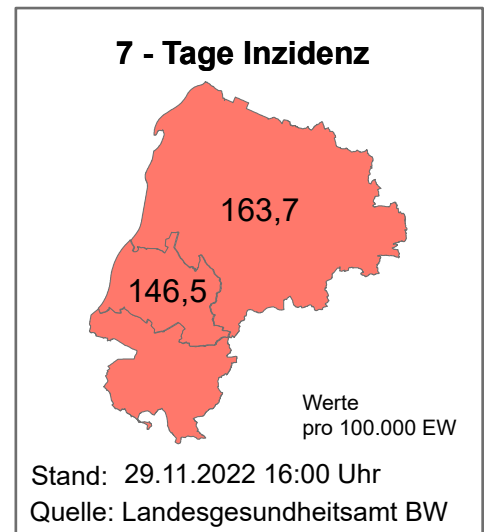 7 - Tage Inzidenz
163,7
146,5
Werte
pro 100.000 EW
Stand: 29.11.2022 16:00 Uhr
Quelle: Landesgesundheitsamt BW